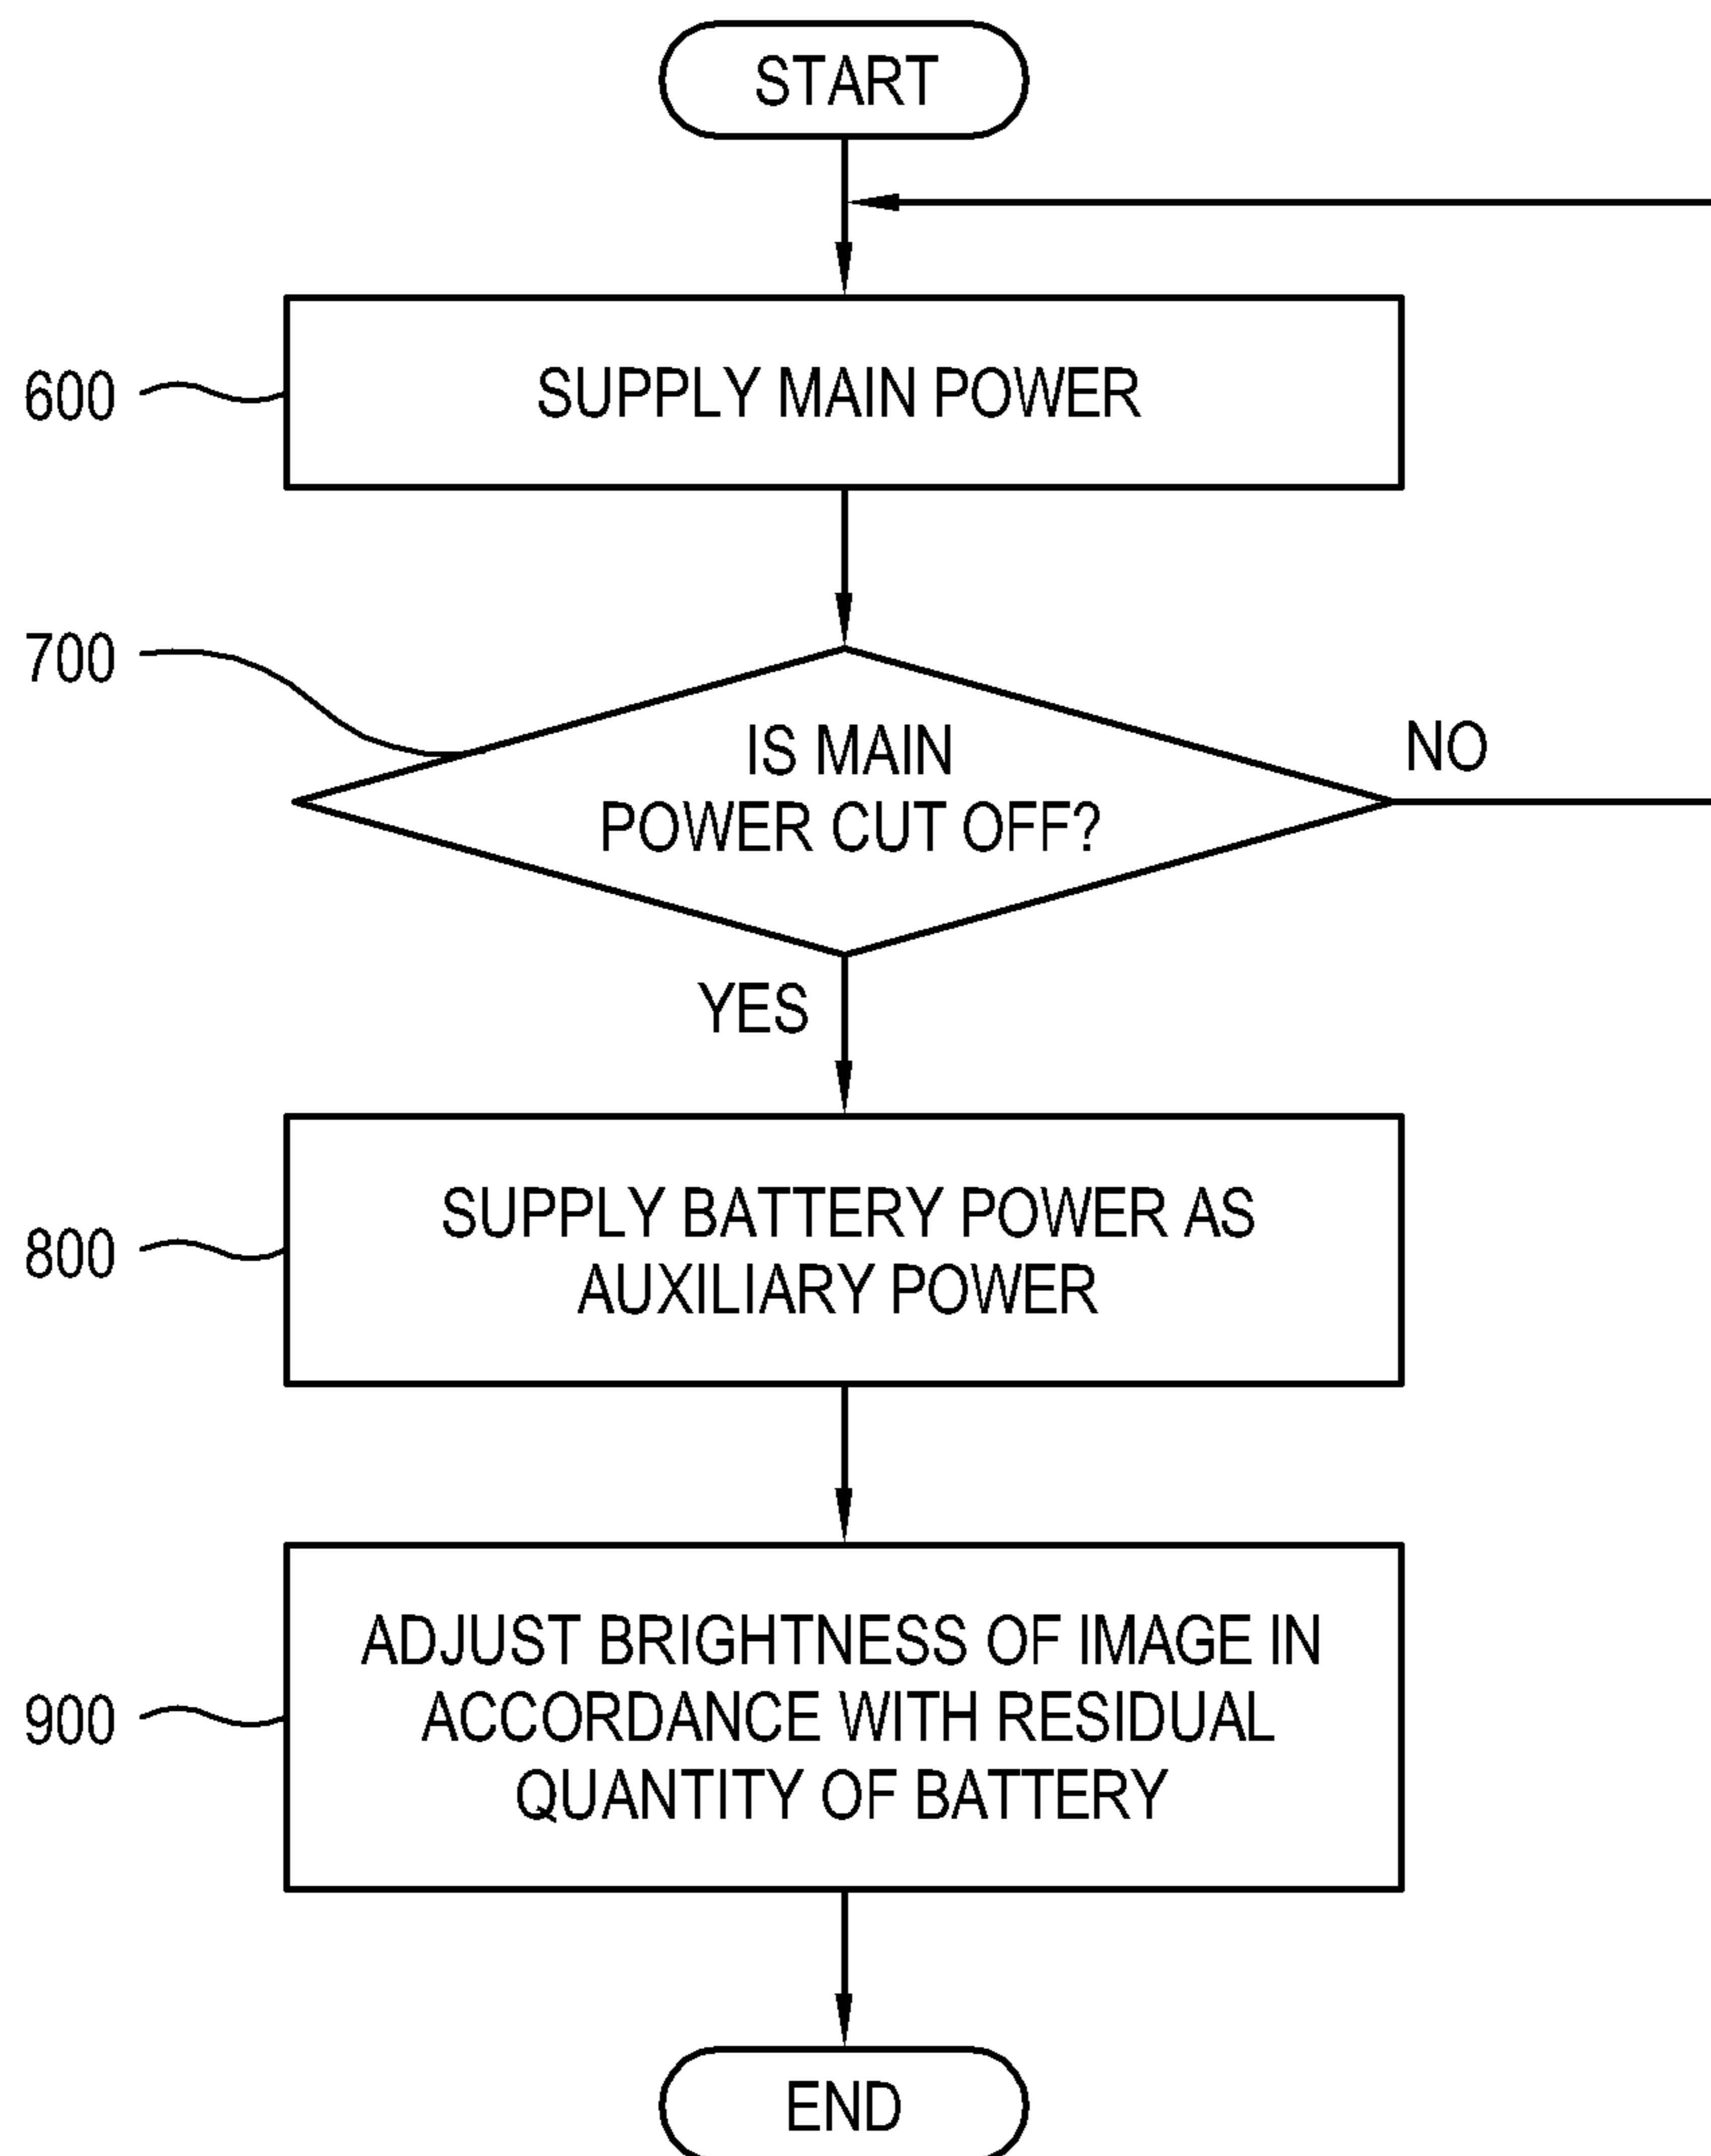 START
600
SUPPLY MAIN POWER
700
IS MAIN
POWER CUT OFF?
NO
YES
800
SUPPLY BATTERY POWER AS
AUXILIARY POWER
900
ADJUST BRIGHTNESS OF IMAGE IN
ACCORDANCE WITH RESIDUAL
QUANTITY OF BATTERY
END